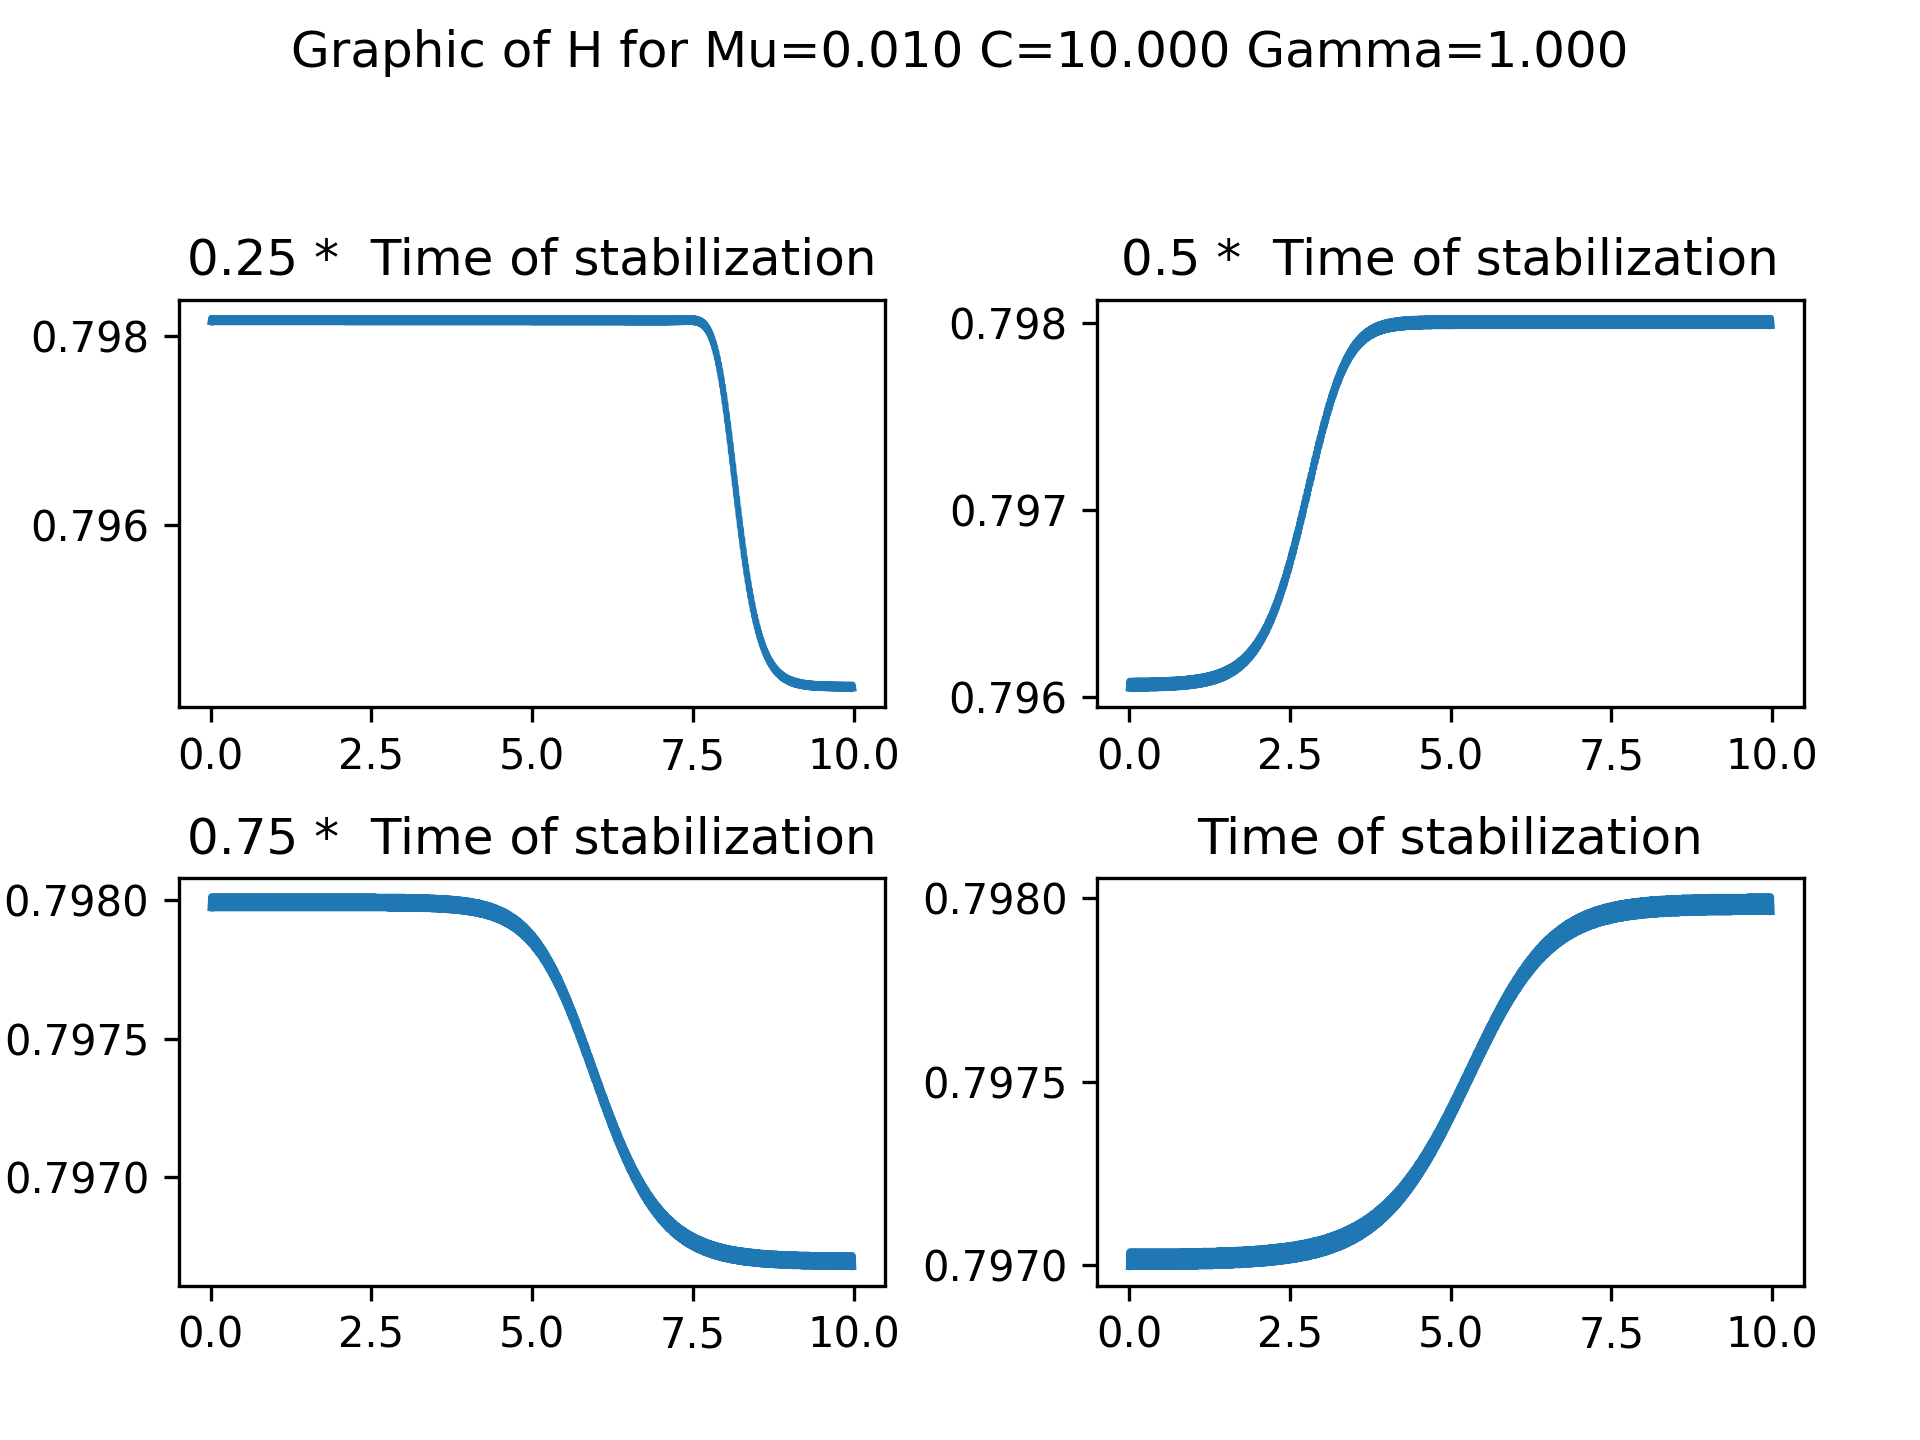 Graphic of H for Mu=0.010 C=10.000 Gamma=1.000
0.25 *  Time of stabilization
0.798
0.796
0.0 2.5 5.0 7.5 10.0
0.5 *  Time of stabilization
0.798
0.797
0.796
0.0 2.5 5.0 7.5 10.0
0.75 *  Time of stabilization
0.7980
0.7975
0.7970
0.0 2.5 5.0 7.5 10.0
Time of stabilization
0.7980
0.7975
0.7970
0.0 2.5 5.0 7.5 10.0